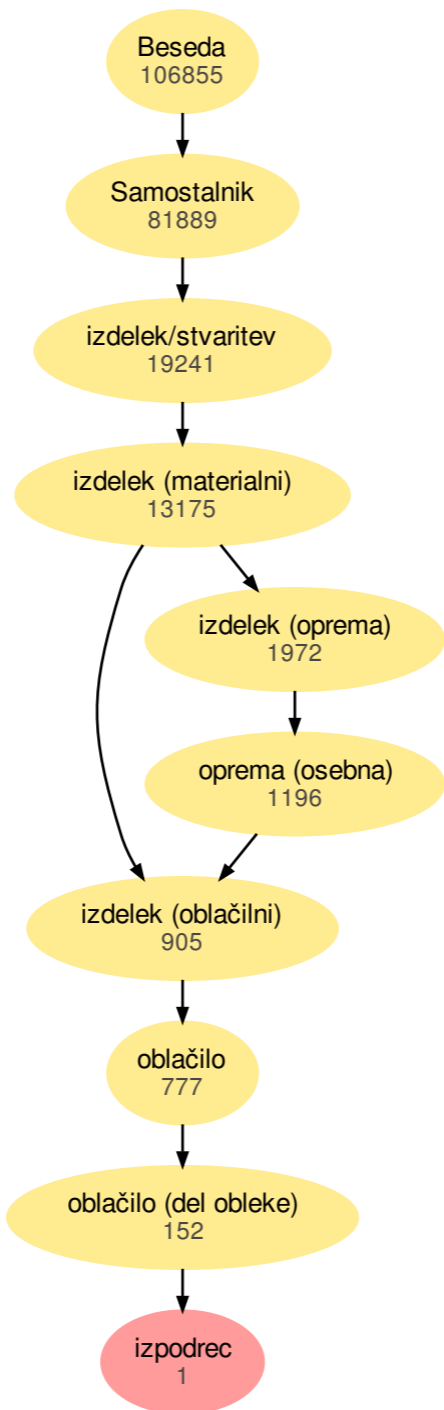 Beseda
106855
Samostalnik
81889
izdelek/stvaritev
19241
izdelek (materialni)
13175
izdelek (oprema)
1972
oprema (osebna)
1196
izdelek (oblačilni)
905
oblačilo
777
oblačilo (del obleke)
152
izpodrec
1